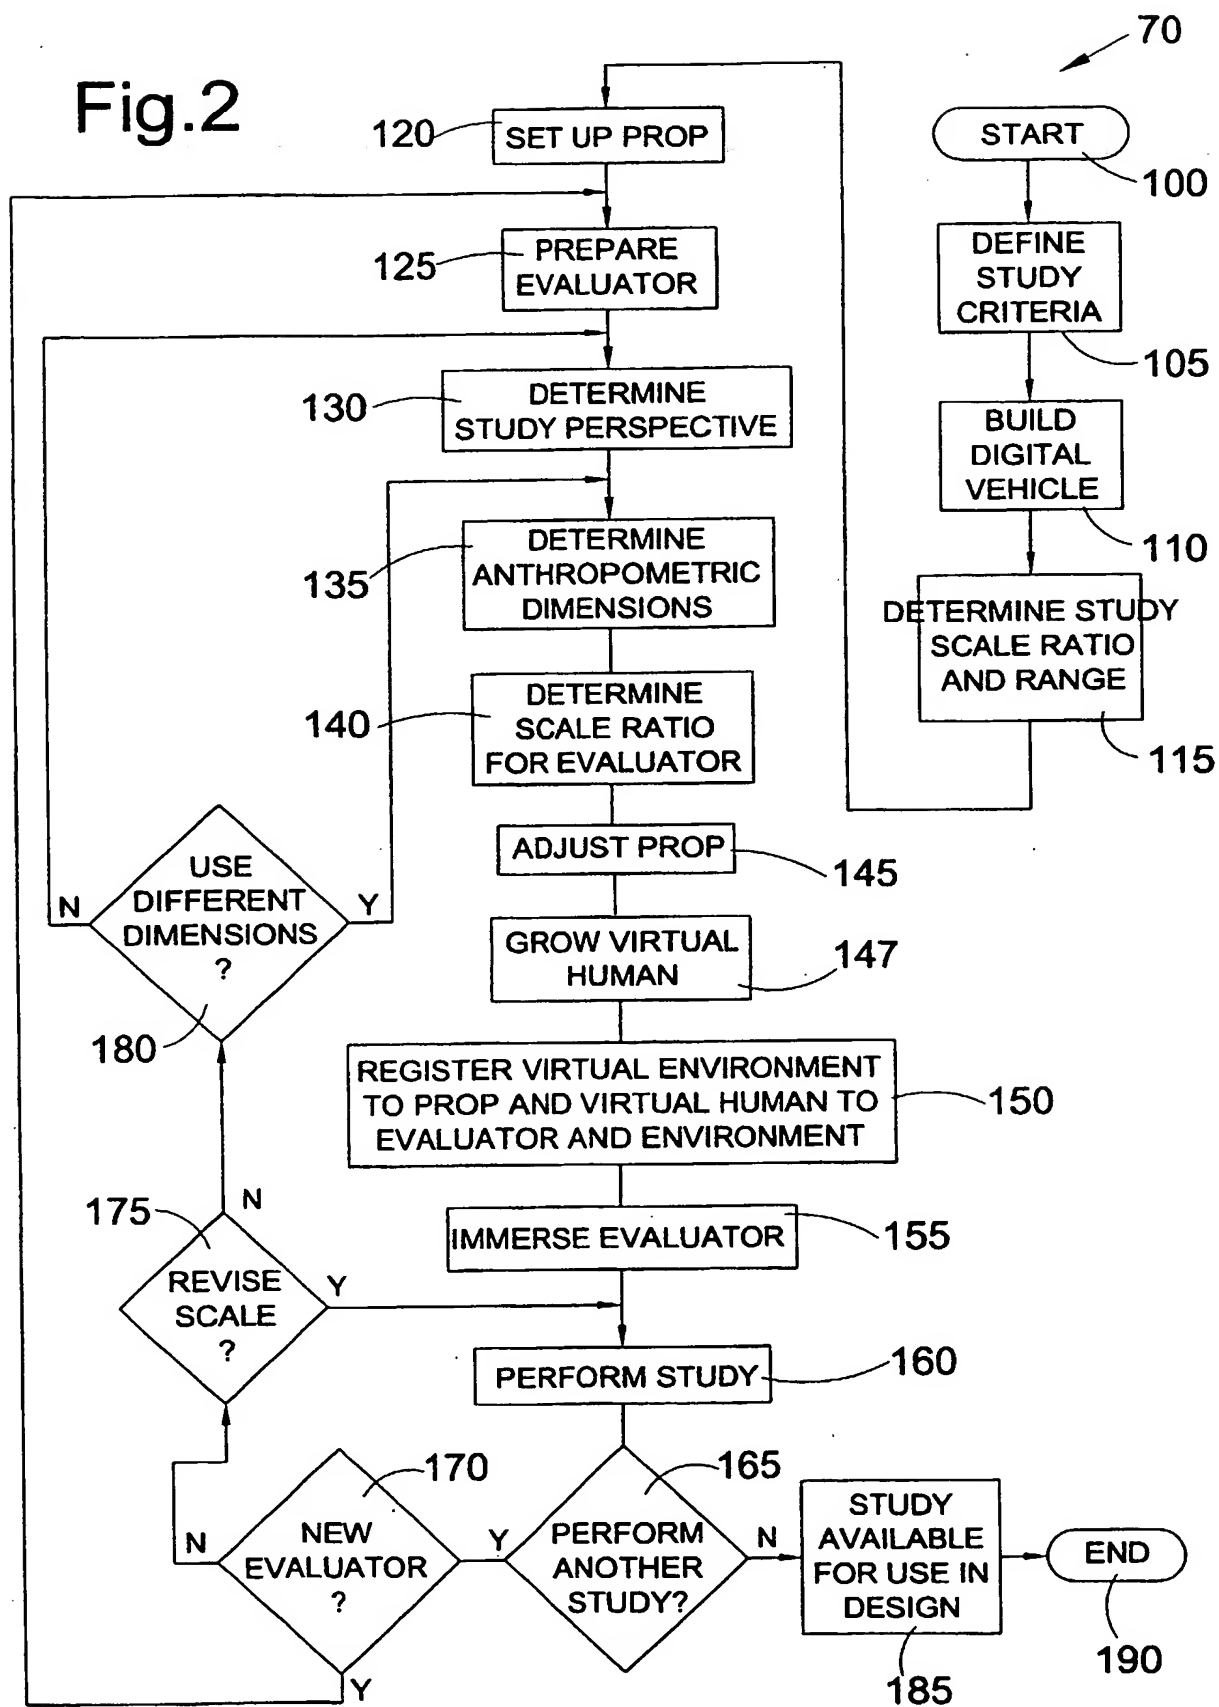 Fig.2
70
START
100
DEFINE
STUDY
CRITERIA
105
BUILD
DIGITAL
VEHICLE
110
DETERMINE STUDY
SCALE RATIO
AND RANGE
115
120
SET UP PROP
125
PREPARE
EVALUATOR
130
DETERMINE
STUDY PERSPECTIVE
135
DETERMINE
ANTHROPOMETRIC
DIMENSIONS
140
DETERMINE
SCALE RATIO
FOR EVALUATOR
ADJUST PROP
145
GROW VIRTUAL
HUMAN
147
REGISTER VIRTUAL ENVIRONMENT
TO PROP AND VIRTUAL HUMAN TO
EVALUATOR AND ENVIRONMENT
150
IMMERSE EVALUATOR
155
PERFORM STUDY
160
165
PERFORM
ANOTHER
STUDY?
N
Y
STUDY
AVAILABLE
FOR USE IN
DESIGN
185
END
190
170
NEW
EVALUATOR
?
N
Y
175
REVISE
SCALE
?
N
Y
USE
DIFFERENT
DIMENSIONS
?
N
Y
180